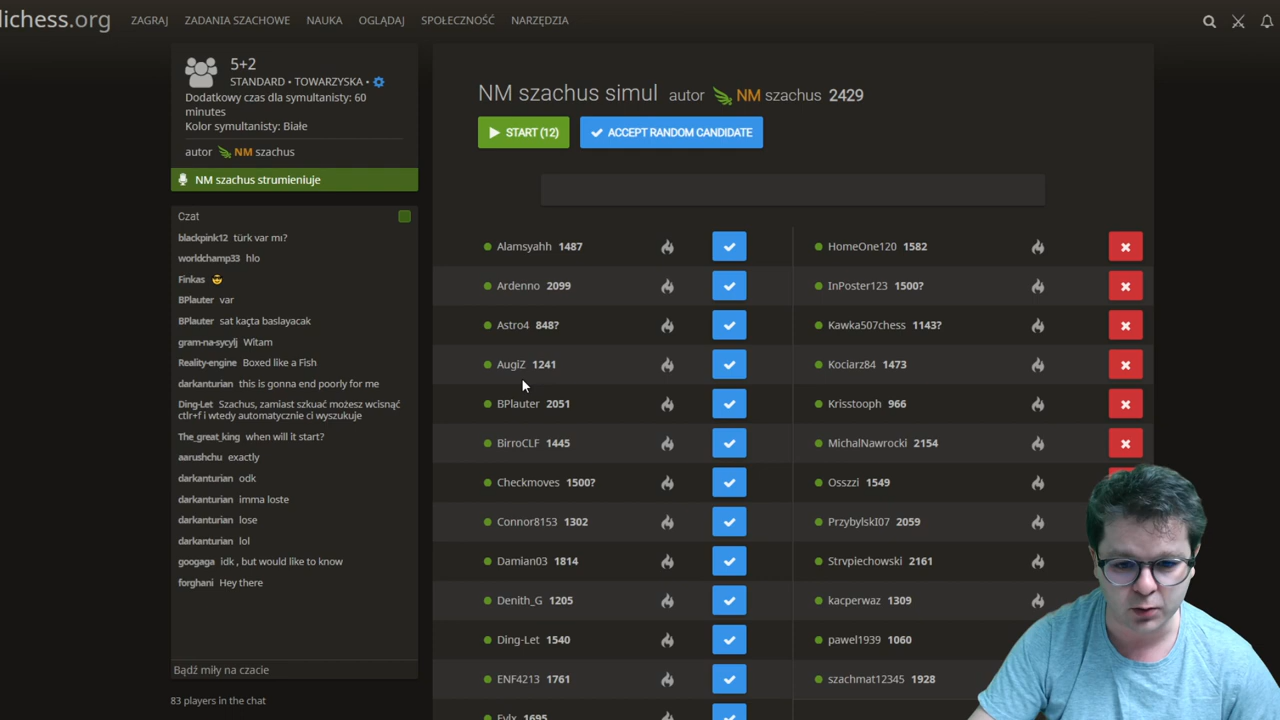 lichess.org ZAGRAJ ZADANIA SZACHOWE NAUKA OGLĄDAJ SPOŁECZNOŚĆ NARZĘDZIA
5+2
STANDARD • TOWARZYSKA •
Dodatkowy czas dla symultanisty: 60
minutes
Kolor symultanisty: Białe
autor NM szachus
NM szachus strumieniuje
Czat
blackpink12 türk var mı?
worldchamp33 hlo
Finkas 😎
BPlauter var
BPlauter sat kaçta baslayacak
gram-na-sycylj Witam
Reality-engine Boxed like a Fish
darkanturian this is gonna end poorly for me
Ding-Let Szachus, zamiast szkuać możesz wcisnąć
ctlr+f i wtedy automatycznie ci wyszukuje
The_great_king when will it start?
aarushchu exactly
darkanturian odk
darkanturian imma loste
darkanturian lose
darkanturian lol
googaga idk , but would like to know
forghani Hey there
Bądź miły na czacie
83 players in the chat
NM szachus simul autor NM szachus 2429
START (12) ACCEPT RANDOM CANDIDATE
Alamsyahh 1487
Ardenno 2099
Astro4 848?
AugiZ 1241
BPlauter 2051
BirroCLF 1445
Checkmoves 1500?
Connor8153 1302
Damian03 1814
Denith_G 1205
Ding-Let 1540
ENF4213 1761
HomeOne120 1582
InPoster123 1500?
Kawka507chess 1143?
Kociarz84 1473
Krisstooph 966
MichalNawrocki 2154
Osszzi 1549
PrzybylskI07 2059
Strvpiechowski 2161
kacperwaz 1309
pawel1939 1060
szachmat12345 1928